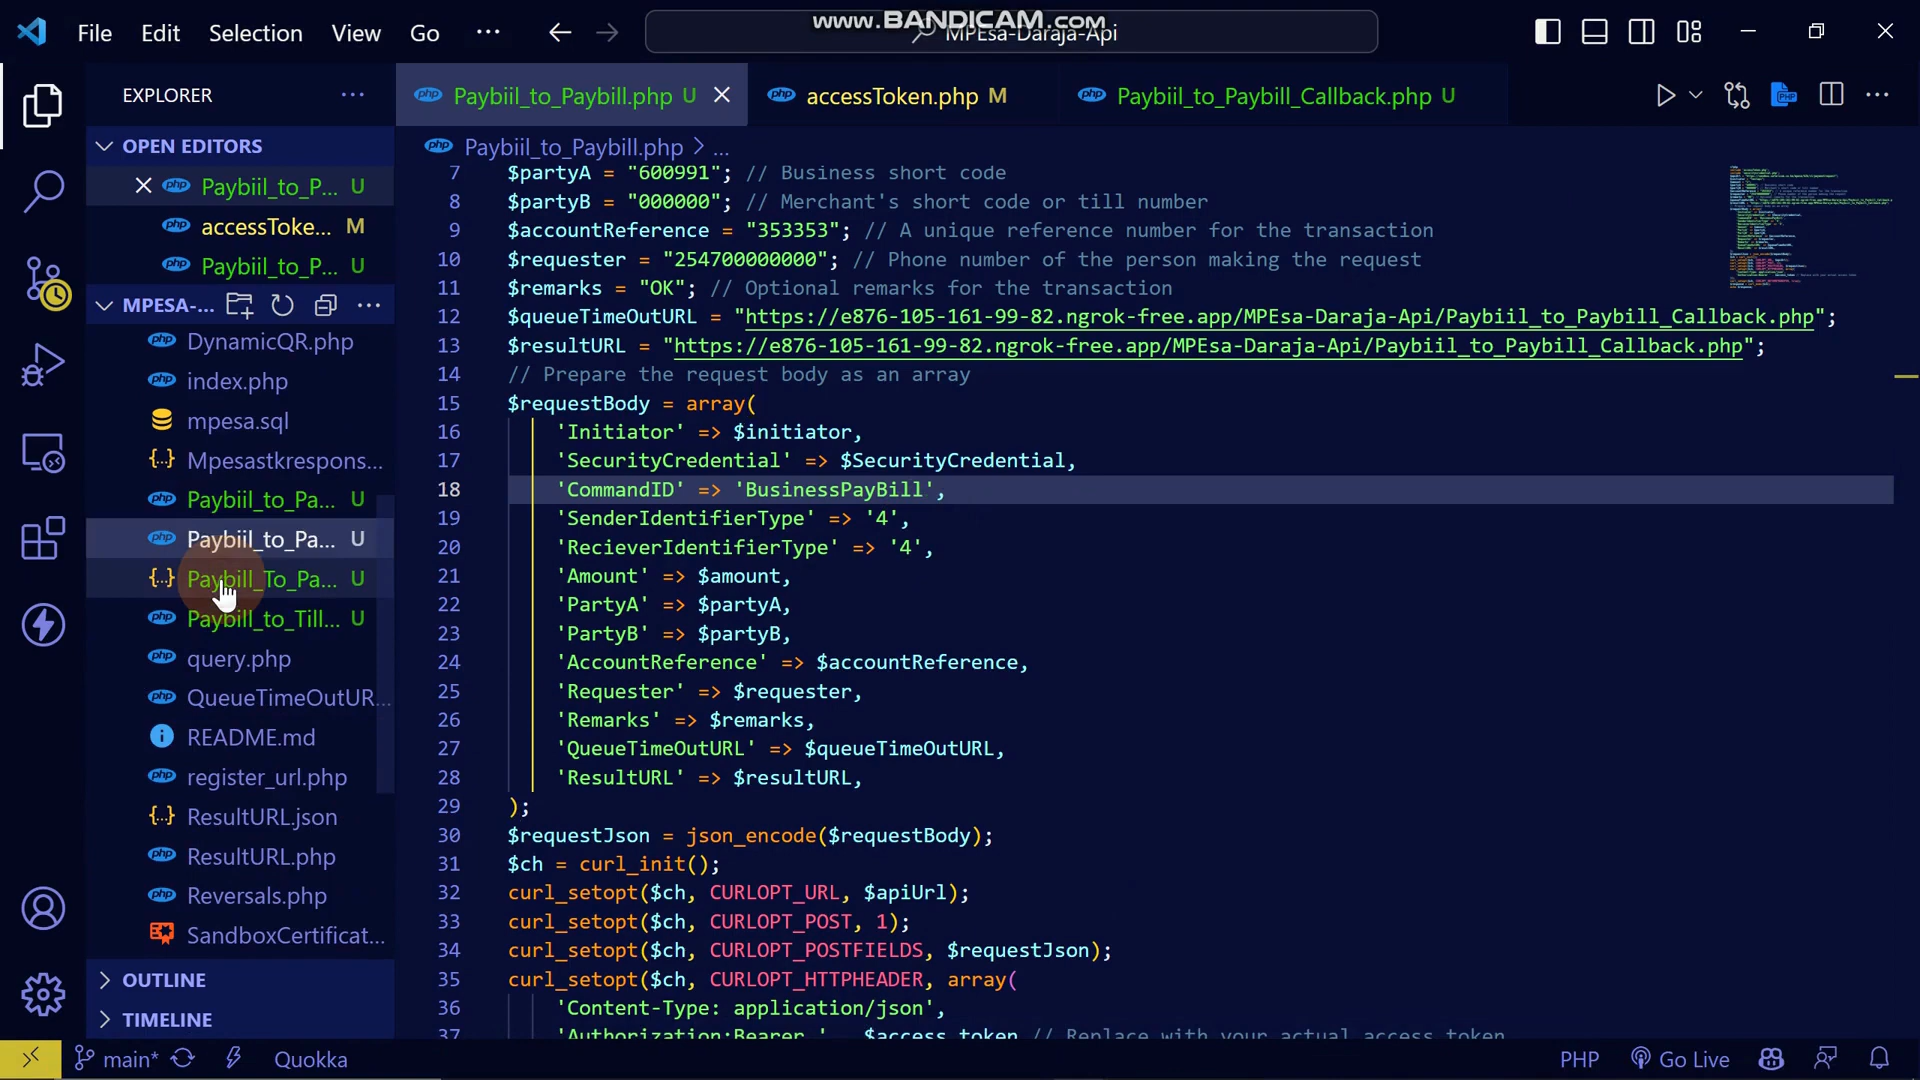 File Edit Selection View Go ... www.BANDICAM.com MPEsa-Daraja-Api
EXPLORER ...
OPEN EDITORS
Paybiil_to_P... U
accessToke... M
Paybiil_to_P... U
MPESA-...
DynamicQR.php
index.php
mpesa.sql
Mpesastkrespons...
Paybiil_to_Pa... U
Paybiil_to_Pa... U
Paybill_To_Pa... U
Paybill_to_Till... U
query.php
QueueTimeOutUR...
README.md
register_url.php
ResultURL.json
ResultURL.php
Reversals.php
SandboxCertificat...
OUTLINE
TIMELINE
Paybiil_to_Paybill.php U accessToken.php M Paybiil_to_Paybill_Callback.php U
Paybiil_to_Paybill.php > ...
7 $partyA = "600991"; // Business short code
8 $partyB = "000000"; // Merchant's short code or till number
9 $accountReference = "353353"; // A unique reference number for the transaction
10 $requester = "254700000000"; // Phone number of the person making the request
11 $remarks = "OK"; // Optional remarks for the transaction
12 $queueTimeOutURL = "https://e876-105-161-99-82.ngrok-free.app/MPEsa-Daraja-Api/Paybiil_to_Paybill_Callback.php";
13 $resultURL = "https://e876-105-161-99-82.ngrok-free.app/MPEsa-Daraja-Api/Paybiil_to_Paybill_Callback.php";
14 // Prepare the request body as an array
15 $requestBody = array(
16 'Initiator' => $initiator,
17 'SecurityCredential' => $SecurityCredential,
18 'CommandID' => 'BusinessPayBill',
19 'SenderIdentifierType' => '4',
20 'RecieverIdentifierType' => '4',
21 'Amount' => $amount,
22 'PartyA' => $partyA,
23 'PartyB' => $partyB,
24 'AccountReference' => $accountReference,
25 'Requester' => $requester,
26 'Remarks' => $remarks,
27 'QueueTimeOutURL' => $queueTimeOutURL,
28 'ResultURL' => $resultURL,
29 );
30 $requestJson = json_encode($requestBody);
31 $ch = curl_init();
32 curl_setopt($ch, CURLOPT_URL, $apiUrl);
33 curl_setopt($ch, CURLOPT_POST, 1);
34 curl_setopt($ch, CURLOPT_POSTFIELDS, $requestJson);
35 curl_setopt($ch, CURLOPT_HTTPHEADER, array(
36 'Content-Type: application/json',
37 'Authorization:Bearer ' . $access_token // Replace with your actual access token
main* Quokka PHP Go Live